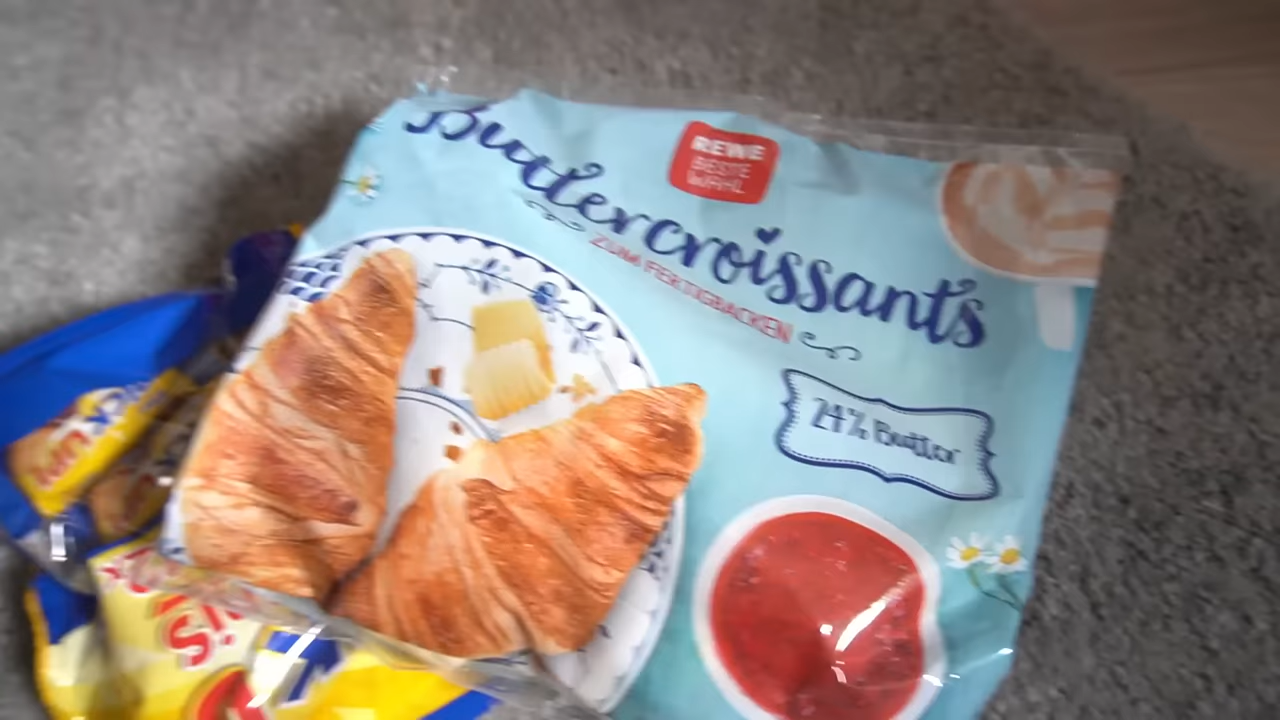 Buttercroissants
REWE
BESTE
WAHL
ZUM FERTIGBACKEN
24% Butter